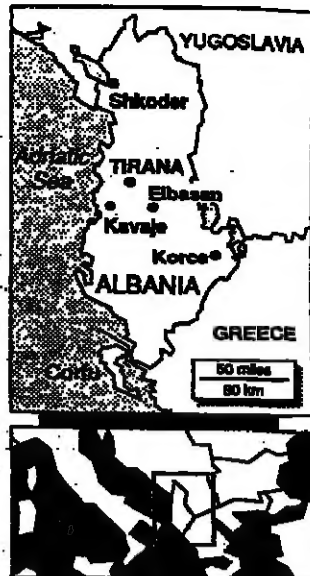 YUGOSLAVIA
Shkoder
Adriatic
Sea
TIRANA
Elbasan
Kavaje
Korce
ALBANIA
GREECE
Corfu
50 miles
80 km